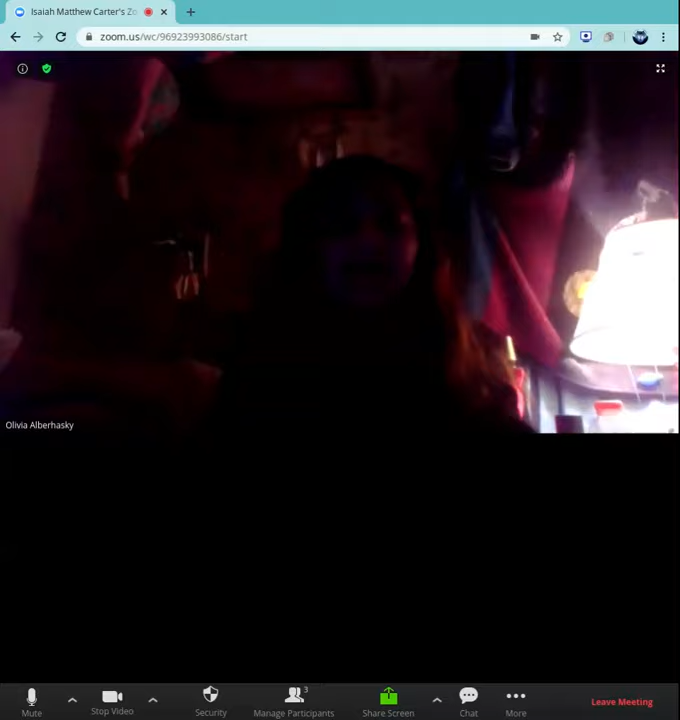 Isaiah Matthew Carter's Zo
zoom.us/wc/96923993086/start
Olivia Alberhasky
Mute
Stop Video
Security
3
Manage Participants
Share Screen
Chat
More
Leave Meeting